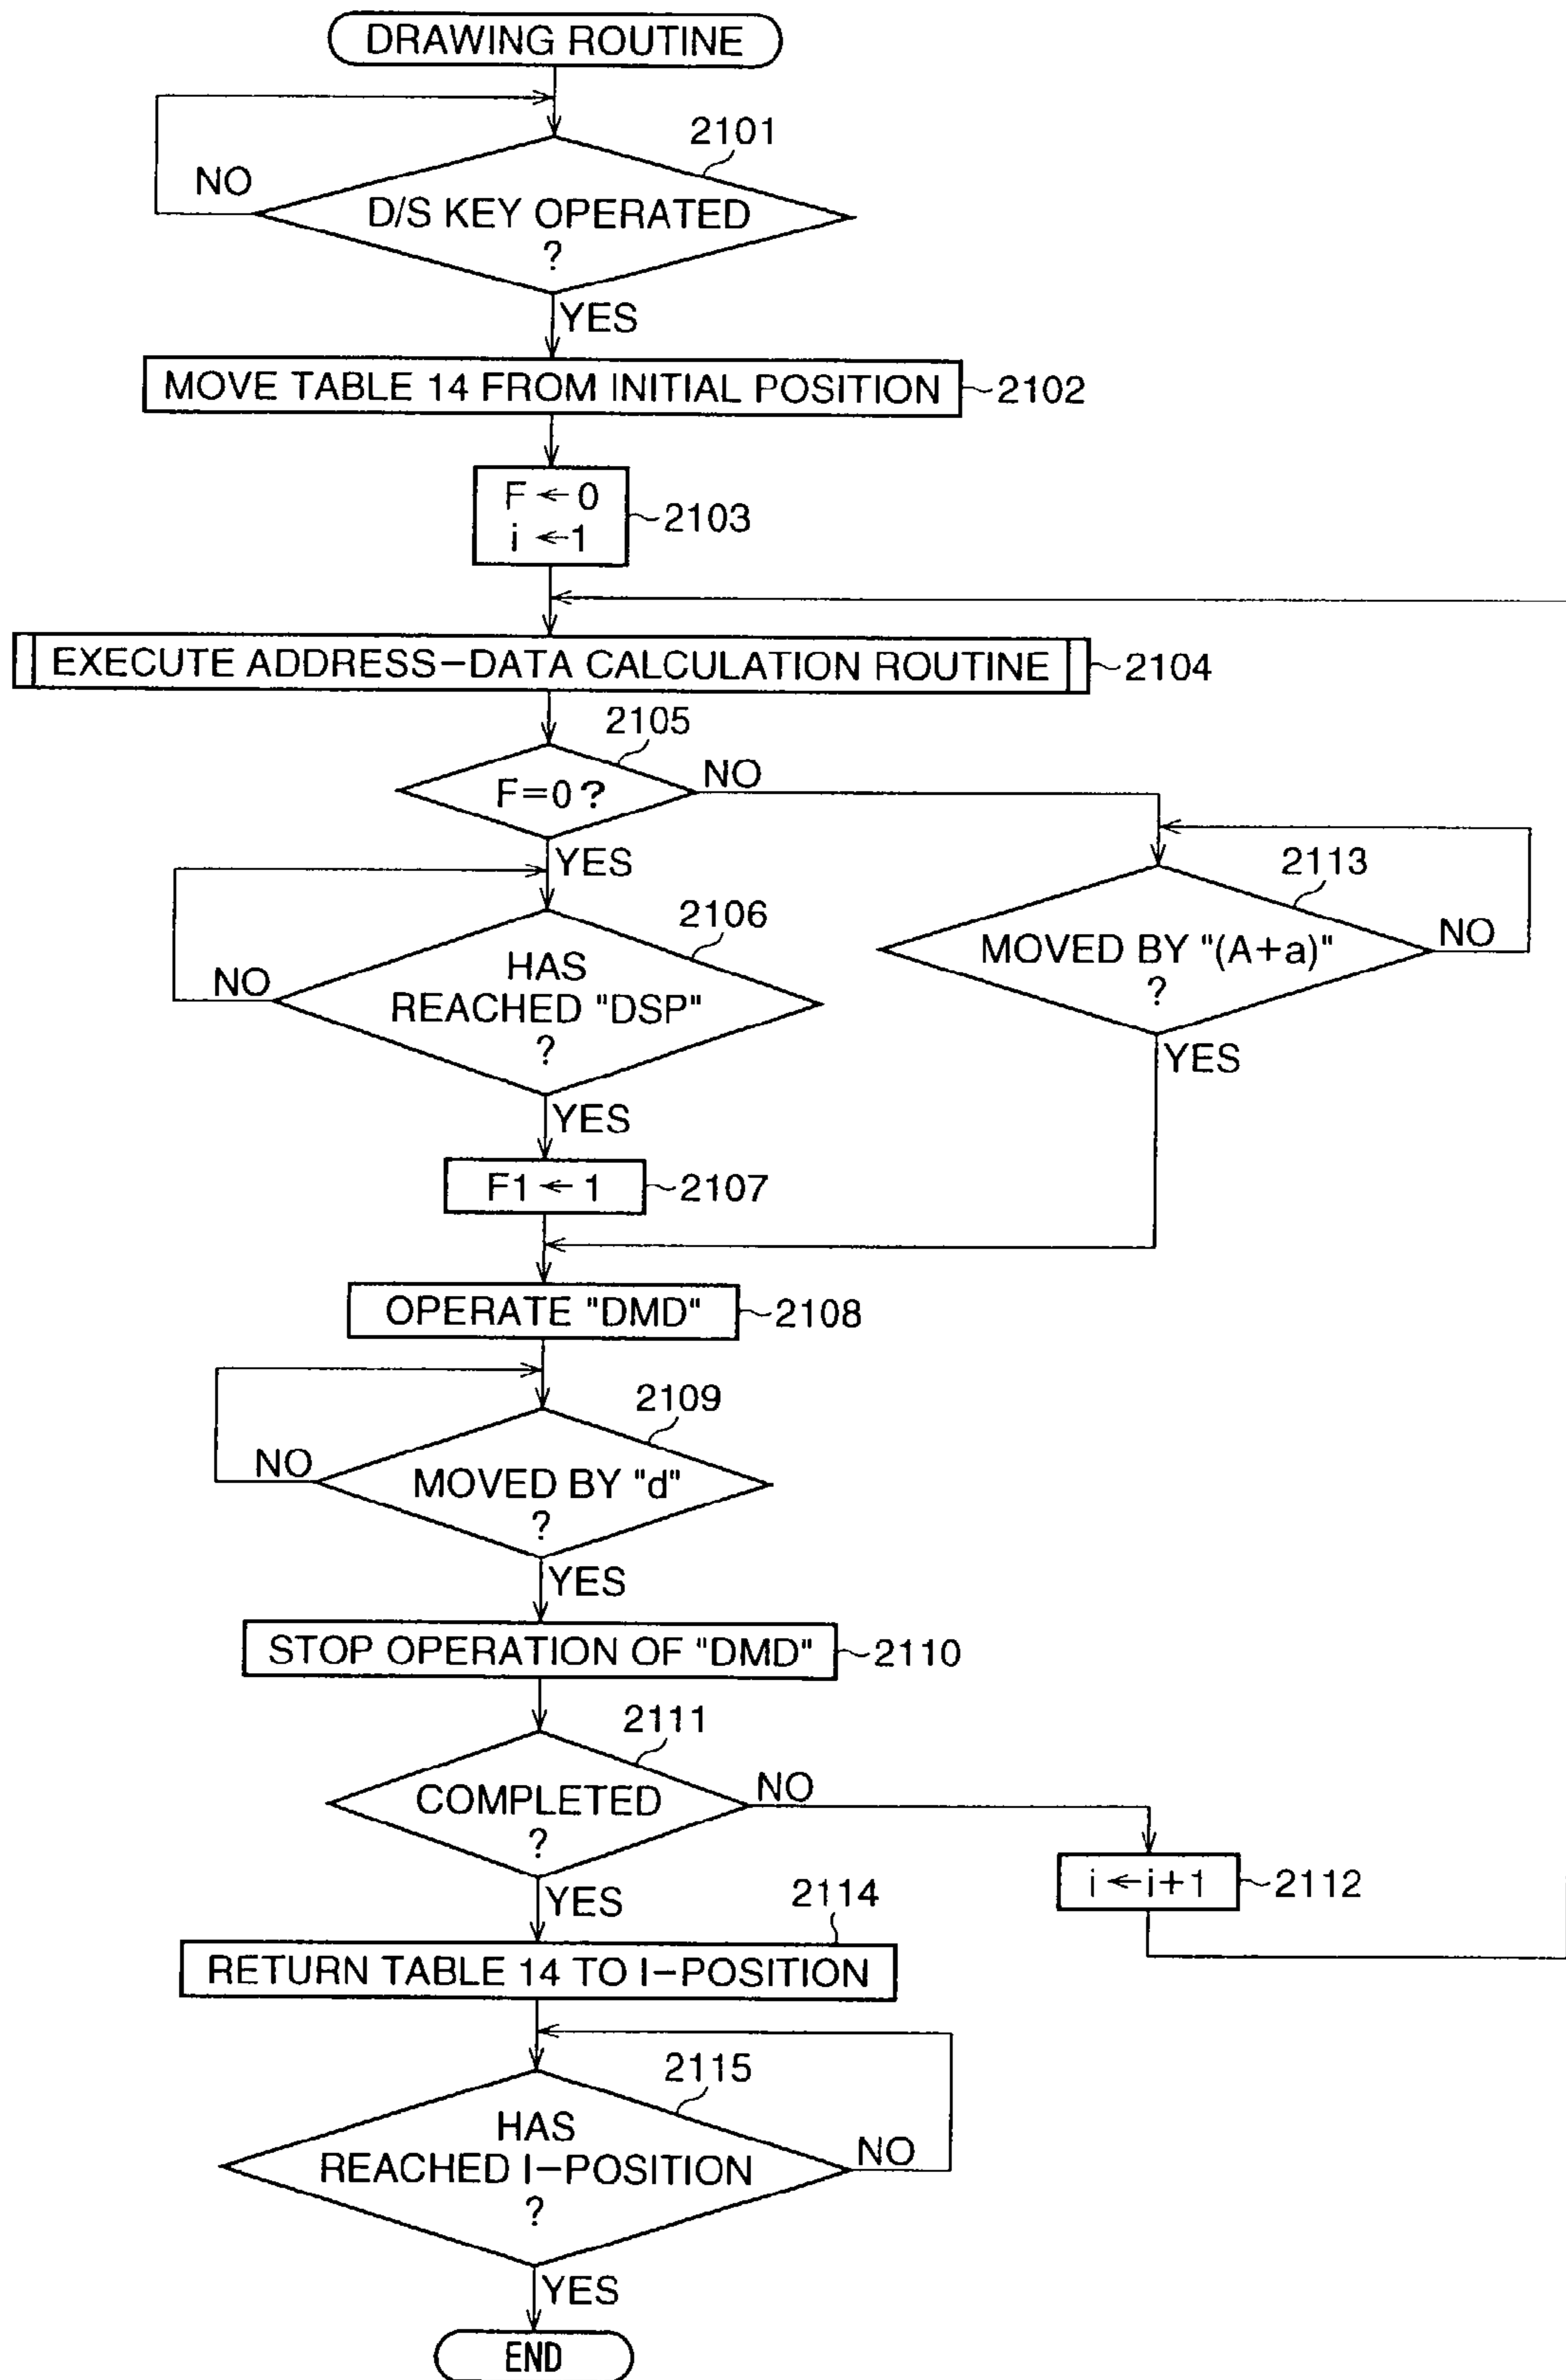 DRAWING ROUTINE
2101
NO
D/S KEY OPERATED
?
YES
MOVE TABLE 14 FROM INITIAL POSITION
2102
F ← 0
i ← 1
2103
EXECUTE ADDRESS-DATA CALCULATION ROUTINE
2104
2105
F=0?
NO
YES
2113
MOVED BY "(A+a)"
?
NO
YES
2106
HAS
REACHED "DSP"
?
NO
YES
F1 ← 1
2107
OPERATE "DMD"
2108
2109
NO
MOVED BY "d"
?
YES
STOP OPERATION OF "DMD"
2110
2111
COMPLETED
?
NO
i ← i+1
2112
YES
2114
RETURN TABLE 14 TO I-POSITION
2115
HAS
REACHED I-POSITION
?
NO
YES
END